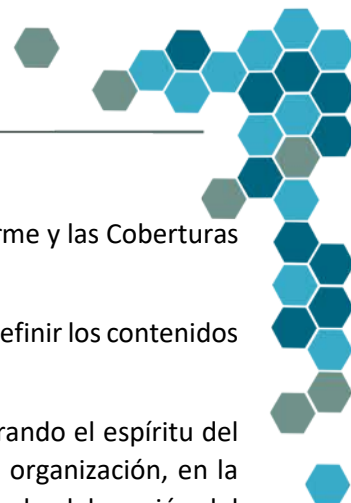 rme y las Coberturas
efinir los contenidos
rando el espíritu del
organización, en la